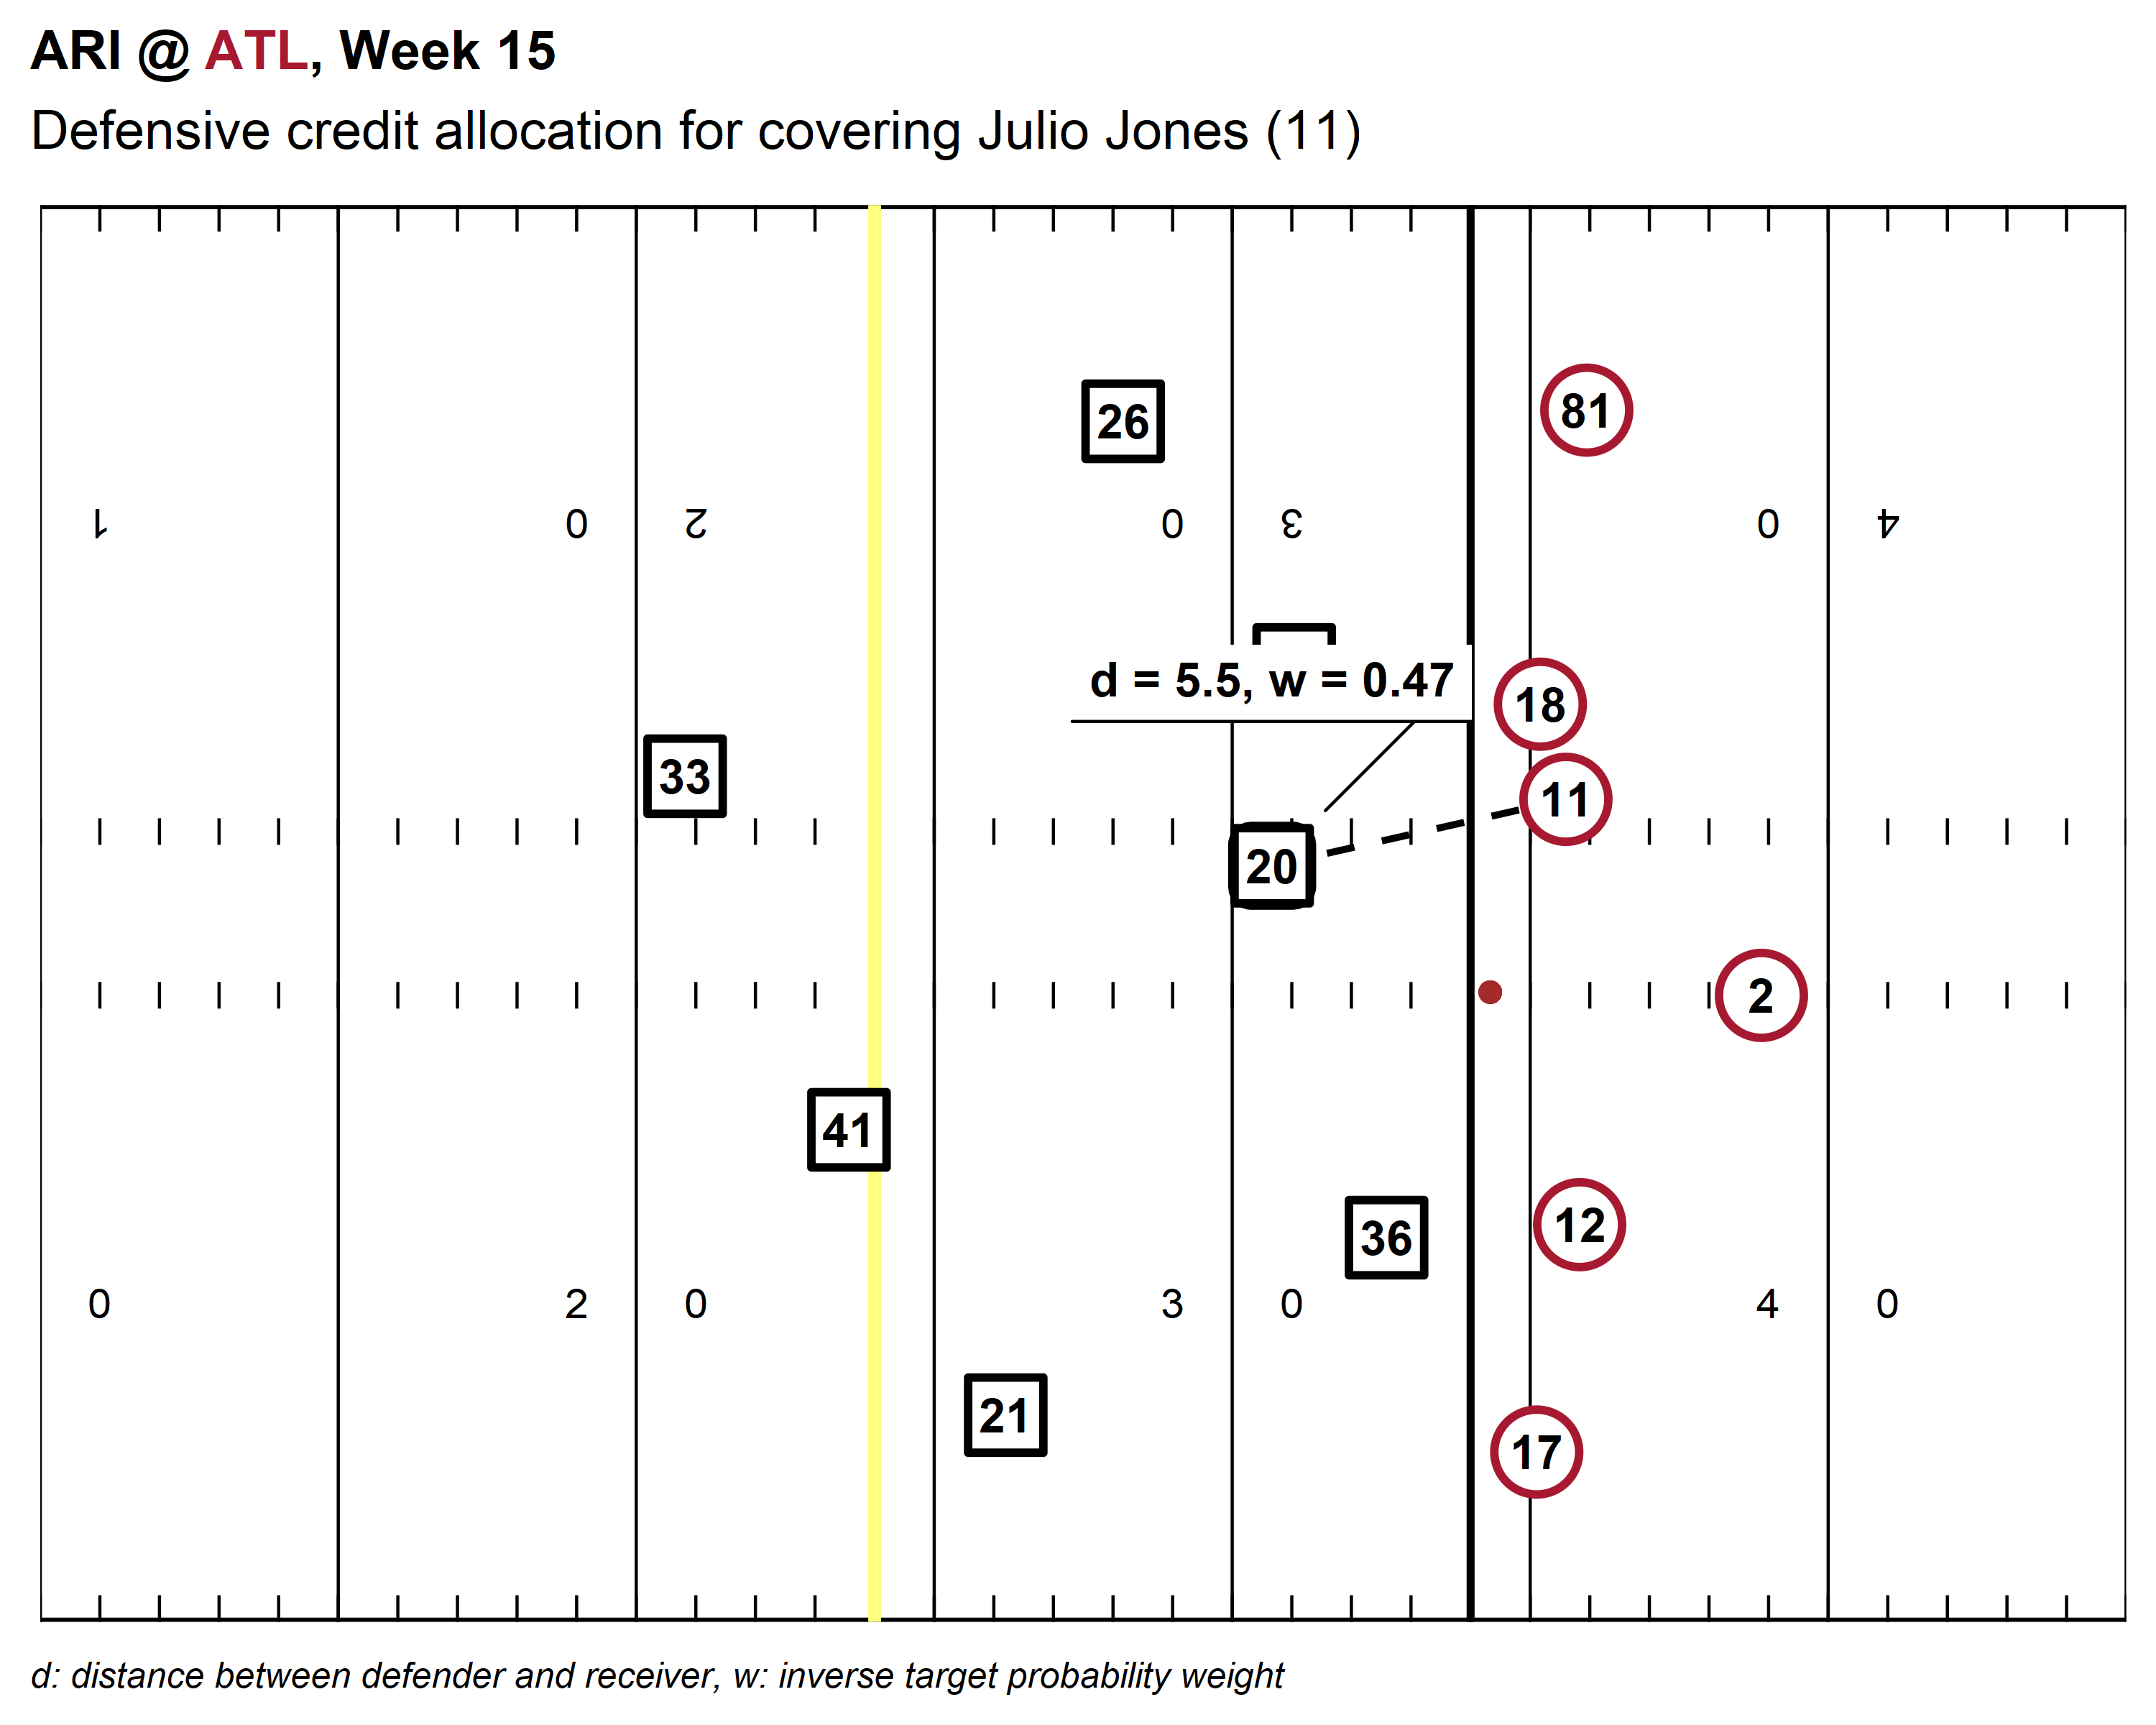 ARI @ ATL, Week 15
Defensive credit allocation for covering Julio Jones (11)
81
26
1 0 2 0 3 0 4
d = 5.5, w = 0.47
18
33
11
20
2
41
12
36
0 2 0 3 0 4 0
21
17
d: distance between defender and receiver, w: inverse target probability weight